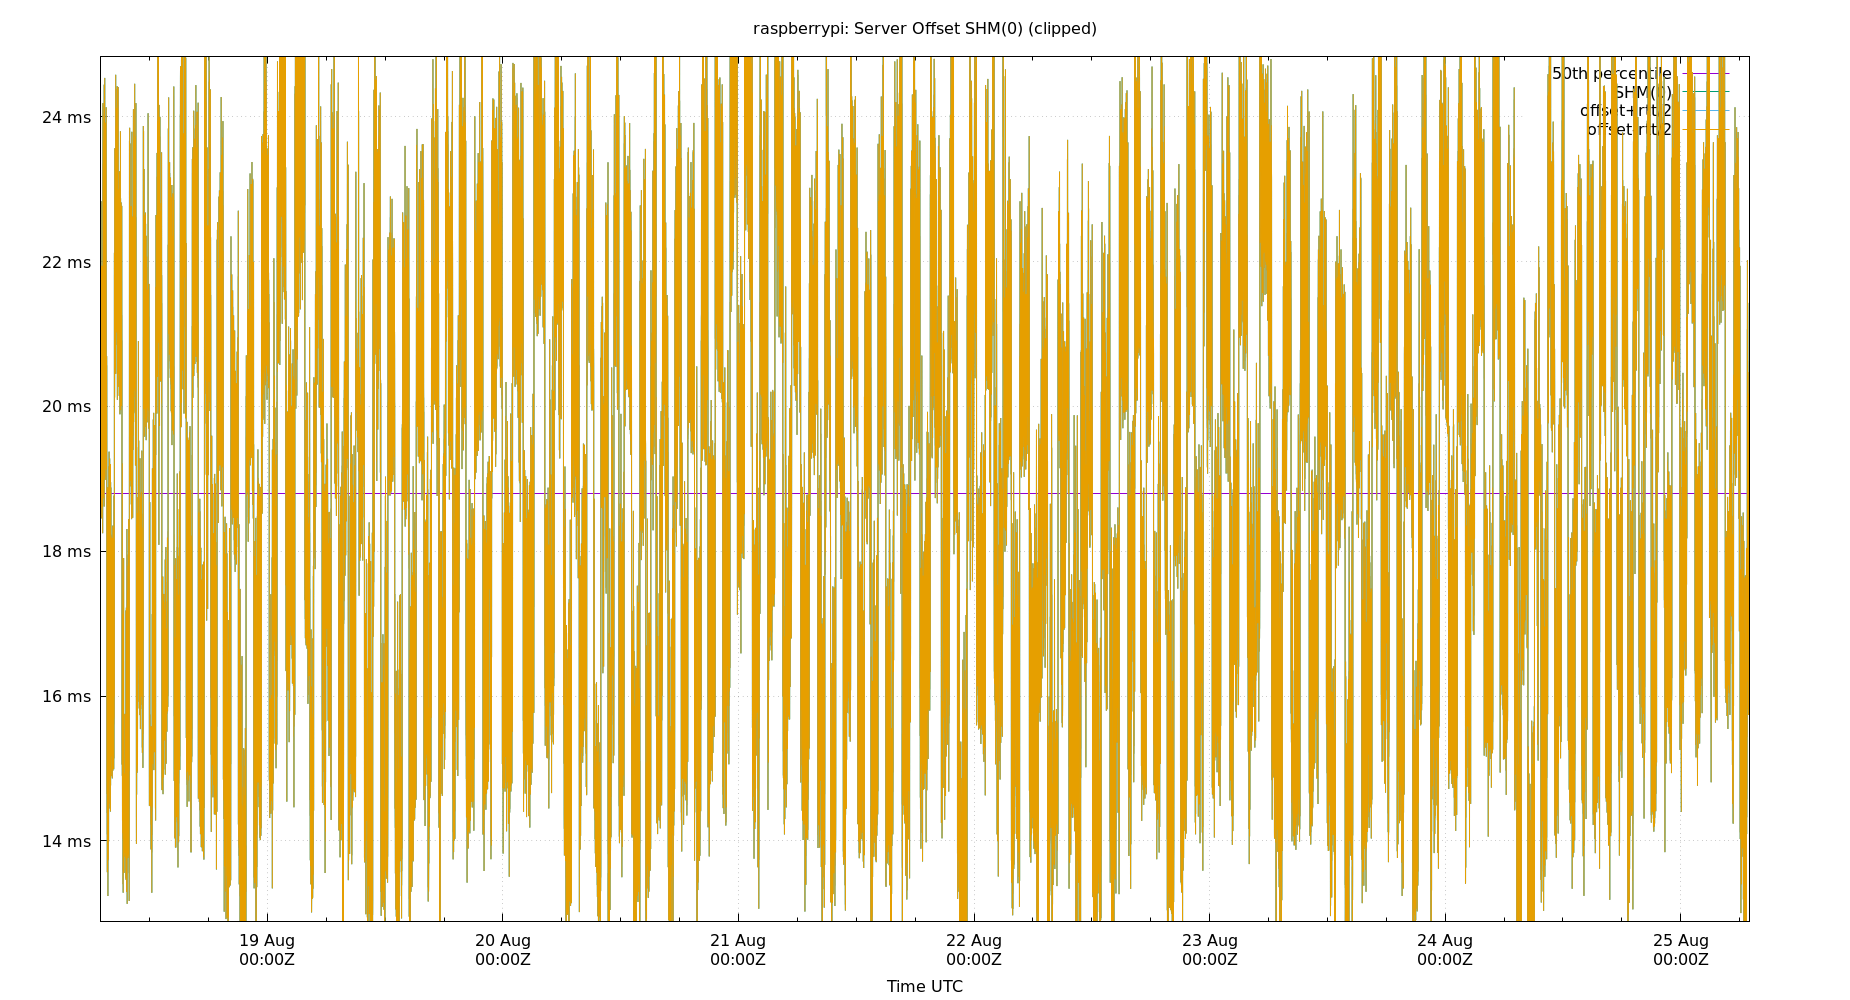 raspberrypi: Server Offset SHM(0) (clipped)
50th percentile
SHM(0)
offset+rtt/2
offset-rtt/2
24 ms
22 ms
20 ms
18 ms
16 ms
14 ms
19 Aug
00:00Z
20 Aug
00:00Z
21 Aug
00:00Z
22 Aug
00:00Z
23 Aug
00:00Z
24 Aug
00:00Z
25 Aug
00:00Z
Time UTC